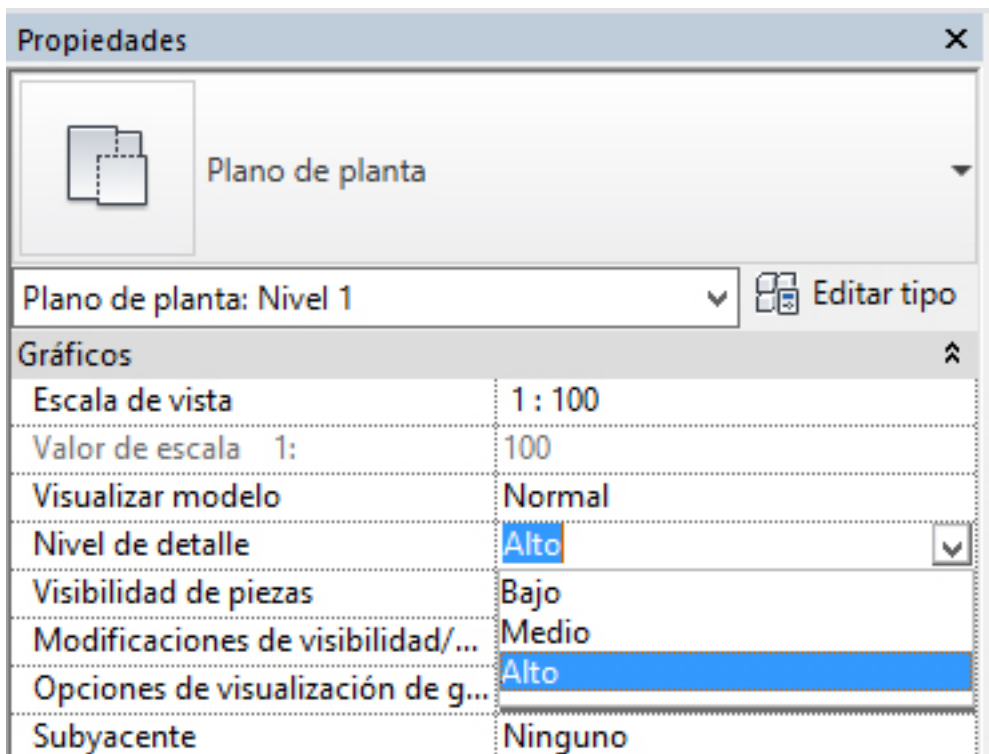 Propiedades
Plano de planta
Plano de planta: Nivel 1 Editar tipo
Gráficos
Escala de vista 1 : 100
Valor de escala 1: 100
Visualizar modelo Normal
Nivel de detalle Alto
Visibilidad de piezas Bajo
Modificaciones de visibilidad/... Medio
Opciones de visualización de g... Alto
Subyacente Ninguno